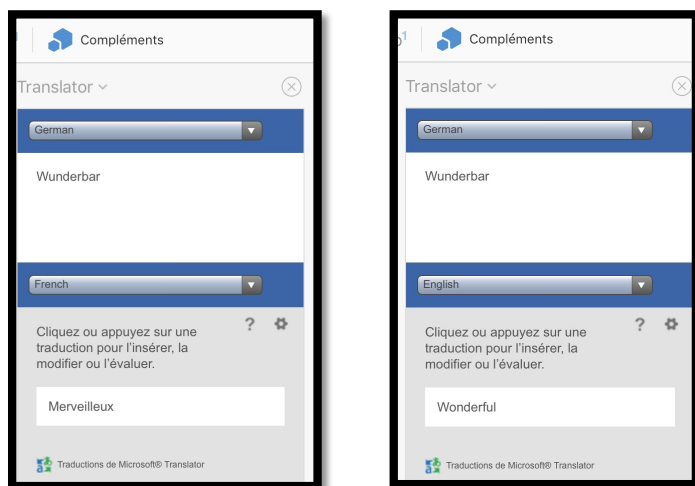 Compléments
Translator
German
Wunderbar
French
Cliquez ou appuyez sur une
traduction pour l'insérer, la
modifier ou l'évaluer.
?
Merveilleux
Traductions de Microsoft® Translator
Compléments
Translator
German
Wunderbar
English
Cliquez ou appuyez sur une
traduction pour l'insérer, la
modifier ou l'évaluer.
?
Wonderful
Traductions de Microsoft® Translator